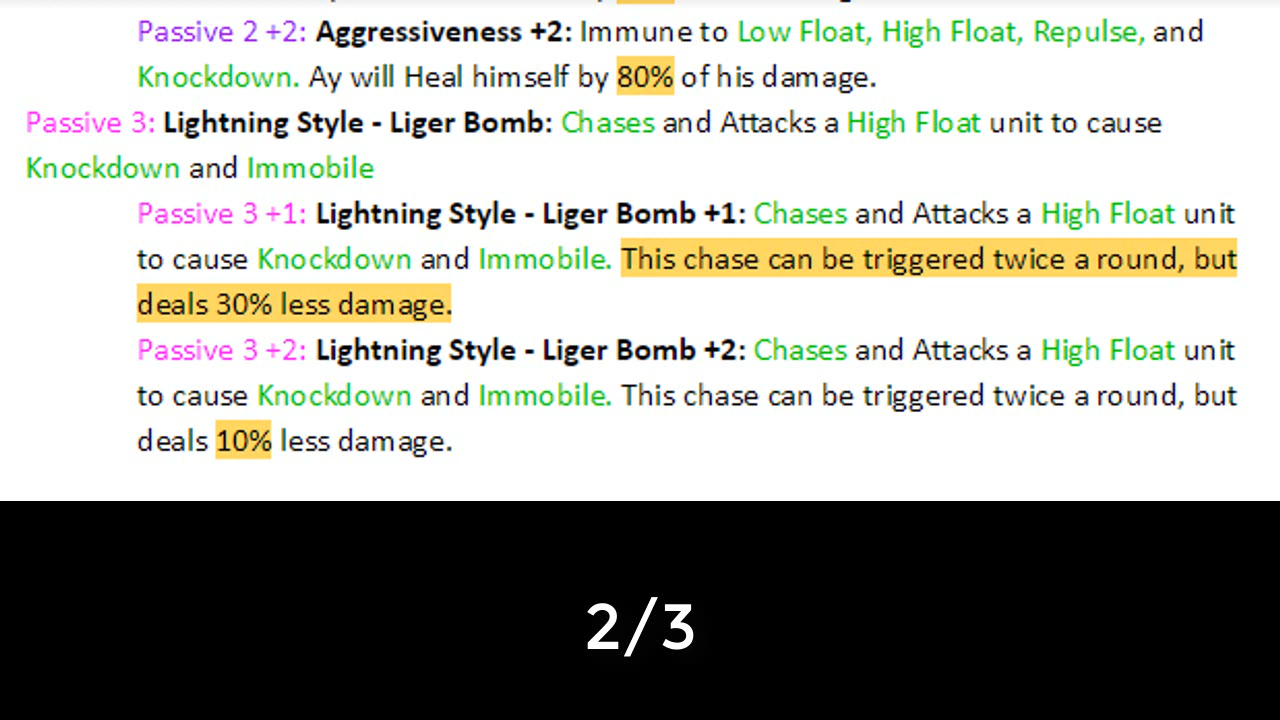 Passive 2 +2: Aggressiveness +2: Immune to Low Float, High Float, Repulse, and
Knockdown. Ay will Heal himself by 80% of his damage.
Passive 3: Lightning Style - Liger Bomb: Chases and Attacks a High Float unit to cause
Knockdown and Immobile
Passive 3 +1: Lightning Style - Liger Bomb +1: Chases and Attacks a High Float unit
to cause Knockdown and Immobile. This chase can be triggered twice a round, but
deals 30% less damage.
Passive 3 +2: Lightning Style - Liger Bomb +2: Chases and Attacks a High Float unit
to cause Knockdown and Immobile. This chase can be triggered twice a round, but
deals 10% less damage.
2/3